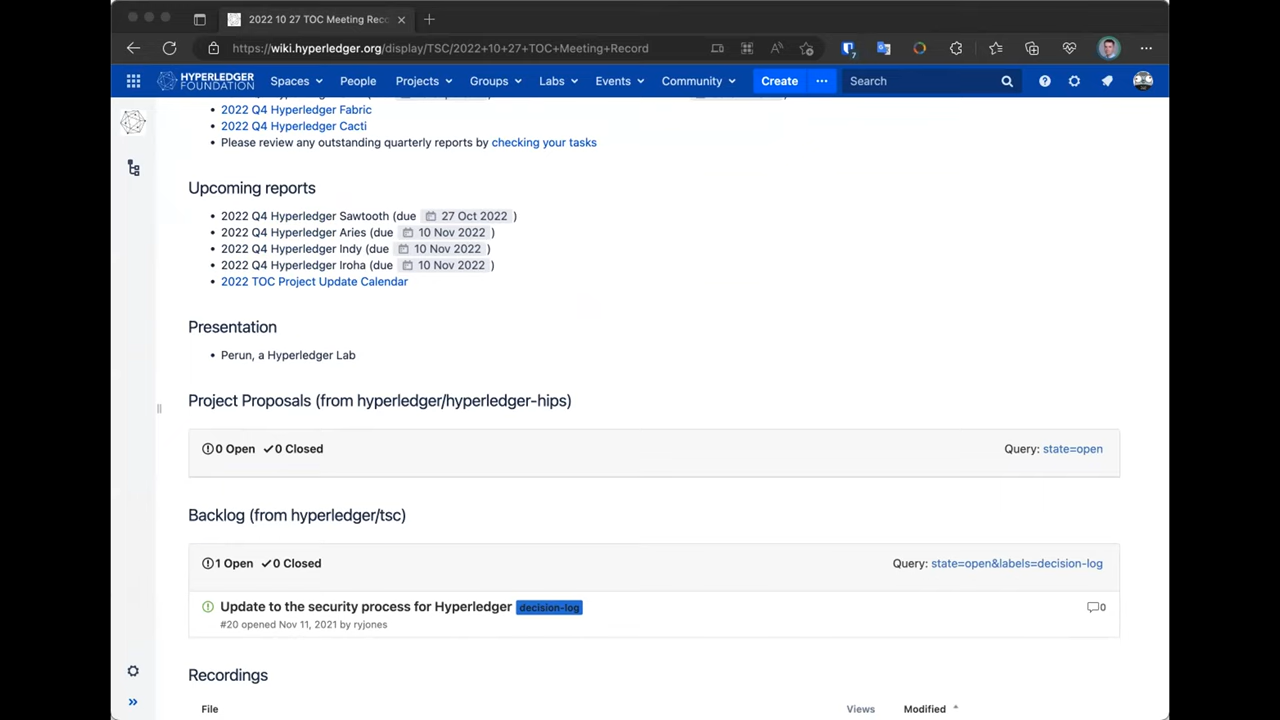 2022 10 27 TOC Meeting Reco
https://wiki.hyperledger.org/display/TSC/2022+10+27+TOC+Meeting+Record
HYPERLEDGER
FOUNDATION
Spaces People Projects Groups Labs Events Community Create ··· Search
• 2022 Q4 Hyperledger Fabric
• 2022 Q4 Hyperledger Cacti
• Please review any outstanding quarterly reports by checking your tasks
Upcoming reports
• 2022 Q4 Hyperledger Sawtooth (due 27 Oct 2022 )
• 2022 Q4 Hyperledger Aries (due 10 Nov 2022 )
• 2022 Q4 Hyperledger Indy (due 10 Nov 2022 )
• 2022 Q4 Hyperledger Iroha (due 10 Nov 2022 )
• 2022 TOC Project Update Calendar
Presentation
• Perun, a Hyperledger Lab
Project Proposals (from hyperledger/hyperledger-hips)
0 Open 0 Closed Query: state=open
Backlog (from hyperledger/tsc)
1 Open 0 Closed Query: state=open&labels=decision-log
Update to the security process for Hyperledger decision-log 0
#20 opened Nov 11, 2021 by ryjones
Recordings
File Views Modified